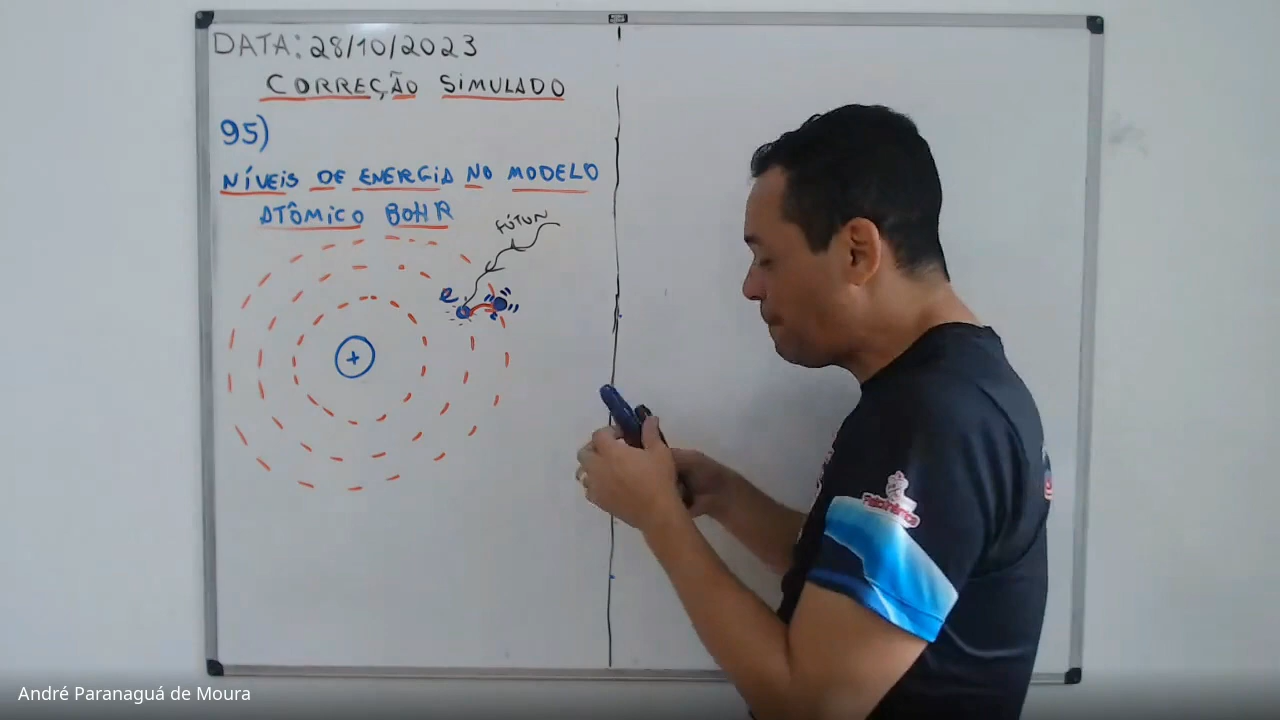 DATA: 28/10/2023
CORREÇÃO SIMULADO
95)
NÍVEIS DE ENERGIA NO MODELO
ATÔMICO BOHR
FÓTON
e
+
André Paranaguá de Moura